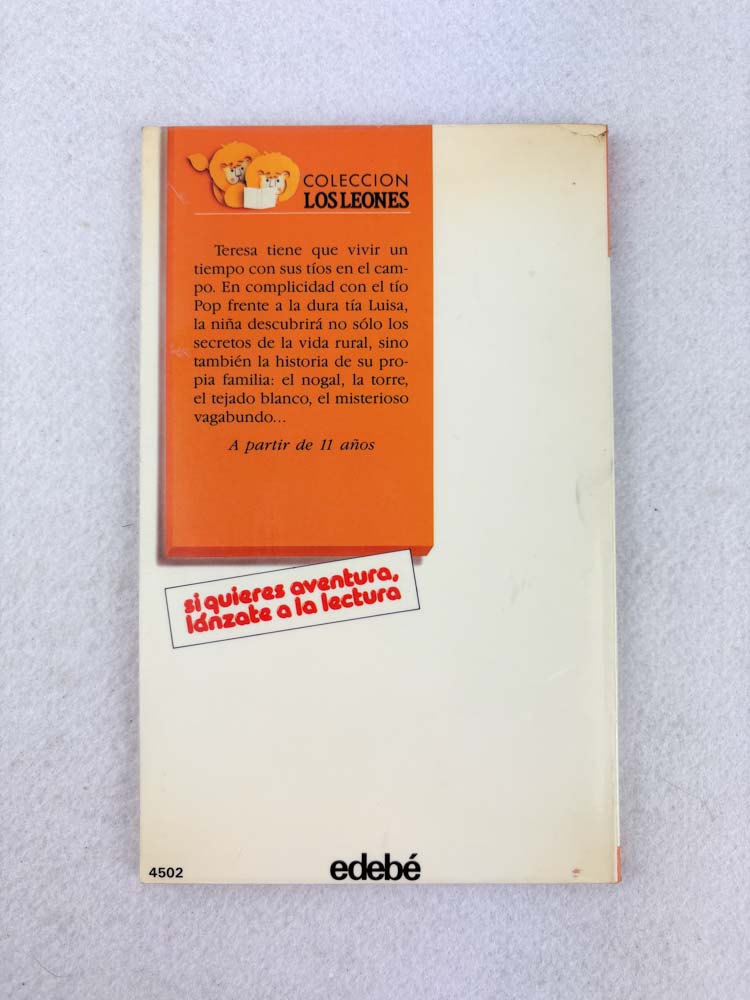 COLECCION
LOS LEONES
Teresa tiene que vivir un
tiempo con sus tíos en el cam-
po. En complicidad con el tío
Pop frente a la dura tía Luisa,
la niña descubrirá no sólo los
secretos de la vida rural, sino
también la historia de su pro-
pia familia: el nogal, la torre,
el tejado blanco, el misterioso
vagabundo...
A partir de 11 años
si quieres aventura,
lánzate a la lectura
4502
edebé